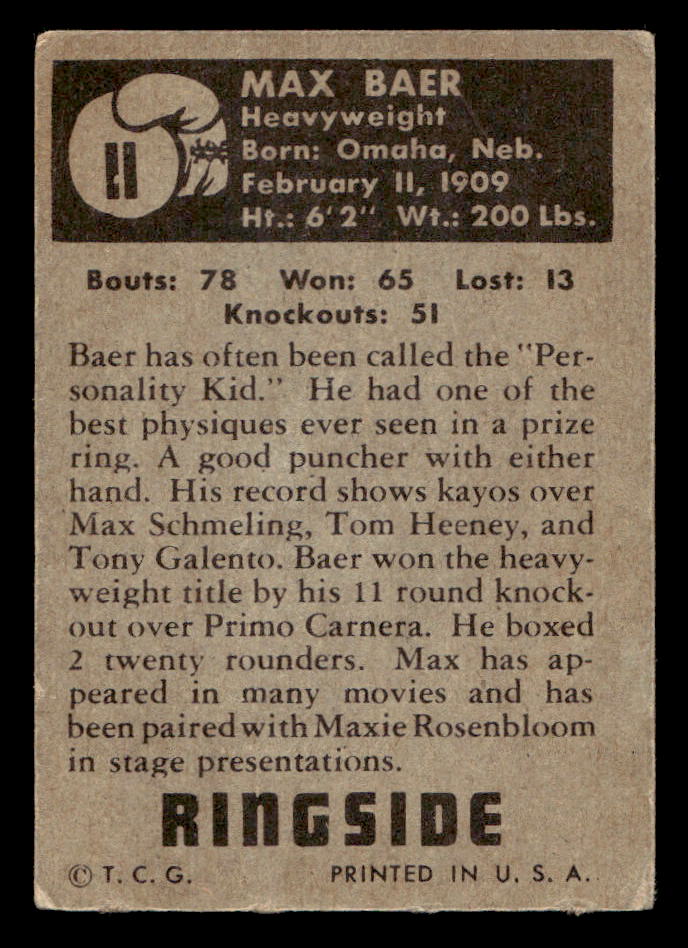 MAX BAER
Heavyweight
11
Born: Omaha, Neb.
February 11, 1909
Ht.: 6'2" Wt.: 200 Lbs.
Bouts: 78 Won: 65 Lost: 13
Knockouts: 51
Baer has often been called the "Per-
sonality Kid." He had one of the
best physiques ever seen in a prize
ring. A good puncher with either
hand. His record shows kayos over
Max Schmeling, Tom Heeney, and
Tony Galento. Baer won the heavy-
weight title by his 11 round knock-
out over Primo Carnera. He boxed
2 twenty rounders. Max has ap-
peared in many movies and has
been paired with Maxie Rosenbloom
in stage presentations.
RINGSIDE
© T. C. G. PRINTED IN U. S. A.